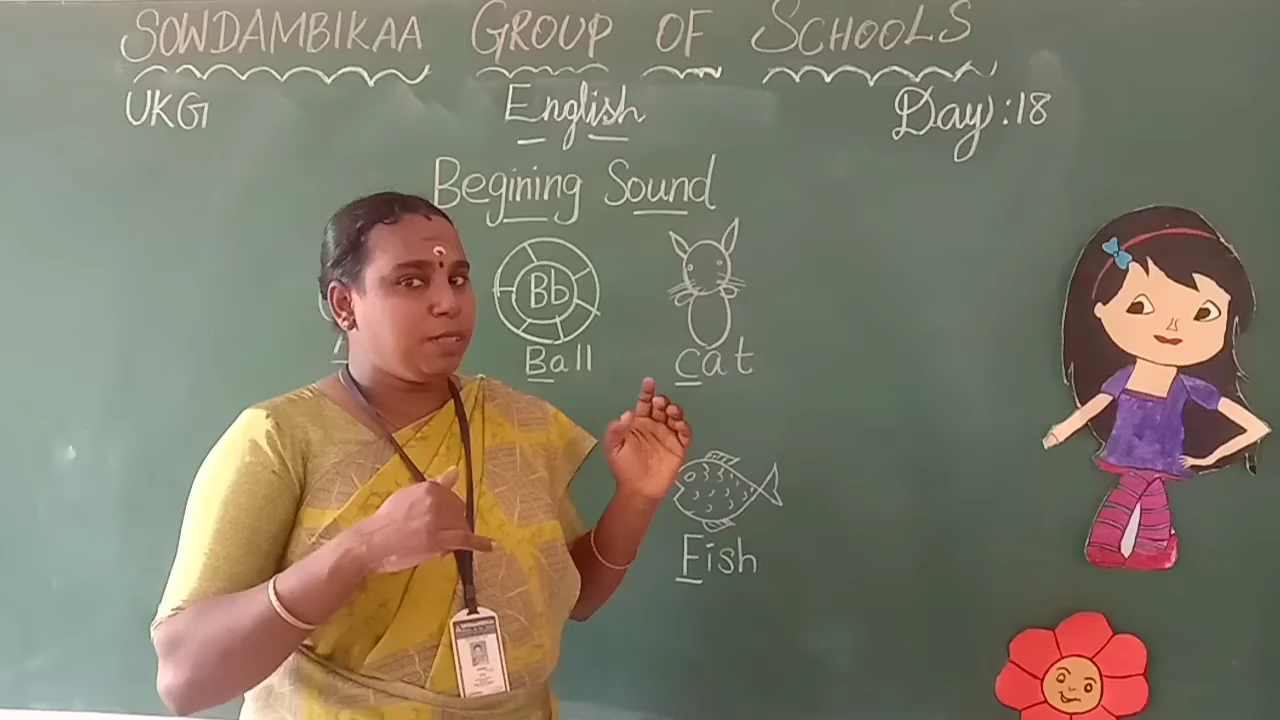 SOWDAMBIKAA GROUP OF SCHOOLS
UKG English Day:18
Begining Sound
Bb
Ball cat
Fish